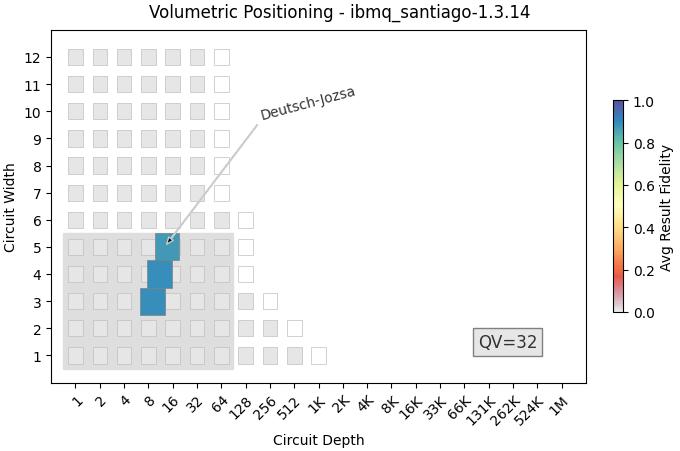 Volumetric Positioning - ibmq_santiago-1.3.14
12
11
10
9
8
7
6
5
4
3
2
1
Circuit Width
Deutsch-Jozsa
QV=32
1 2 4 8 16 32 64 128 256 512 1K 2K 4K 8K 16K 33K 66K 131K 262K 524K 1M
Circuit Depth
1.0
0.8
0.6
0.4
0.2
0.0
Avg Result Fidelity